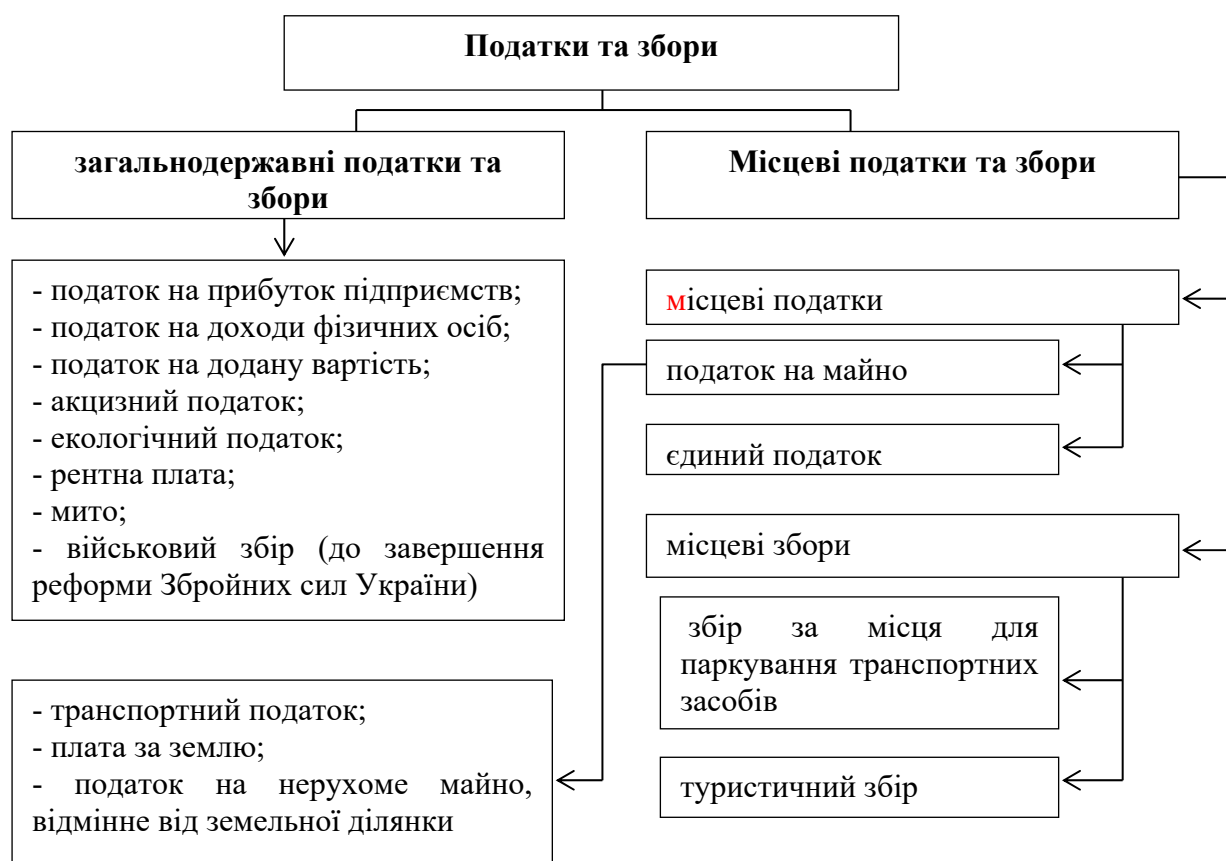 Податки та збори
загальнодержавні податки та
збори
- податок на прибуток підприємств;
- податок на доходи фізичних осіб;
- податок на додану вартість;
- акцизний податок;
- екологічний податок;
- рентна плата;
- мито;
- військовий збір (до завершення
реформи Збройних сил України)
Місцеві податки та збори
місцеві податки
податок на майно
єдиний податок
місцеві збори
збір за місця для
паркування транспортних
засобів
туристичний збір
- транспортний податок;
- плата за землю;
- податок на нерухоме майно,
відмінне від земельної ділянки